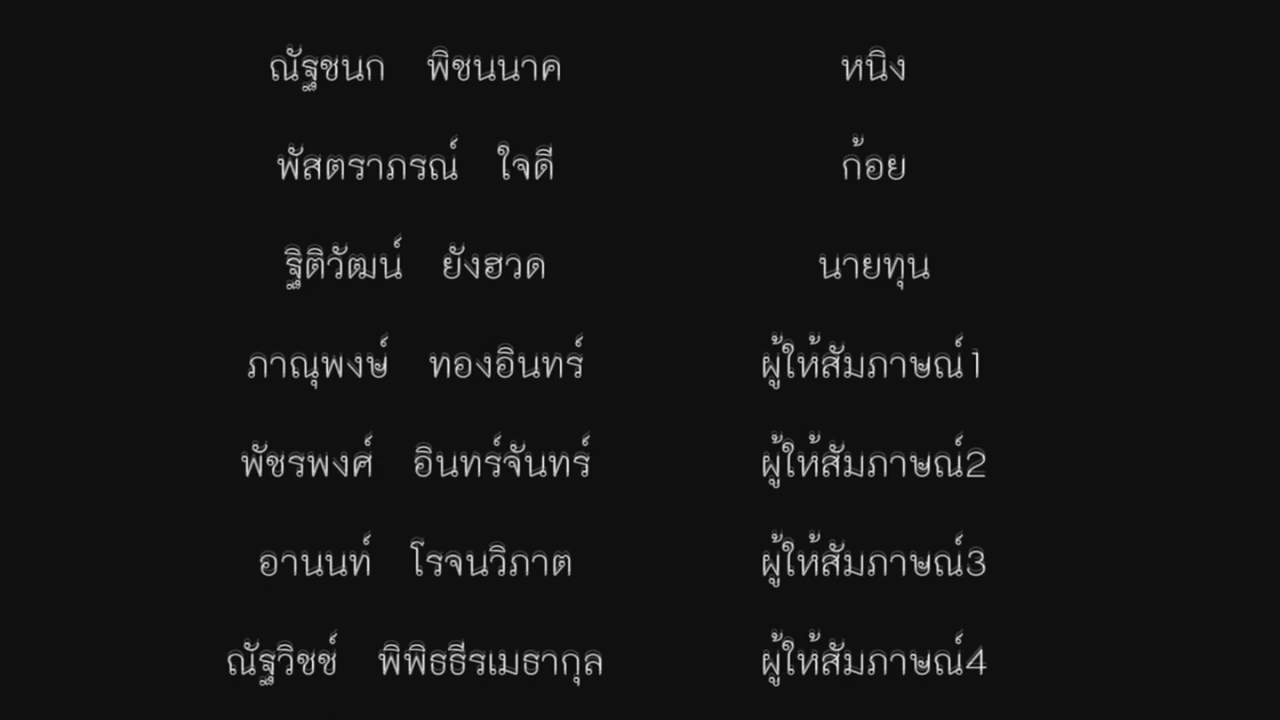 ณัฐชนก พิชนนาค หนิง
พัสตราภรณ์ ใจดี ก้อย
ฐิติวัฒน์ ยังฮวด นายทุน
ภาณุพงษ์ ทองอินทร์ ผู้ให้สัมภาษณ์1
พัชรพงศ์ อินทร์จันทร์ ผู้ให้สัมภาษณ์2
อานนท์ โรจนวิภาต ผู้ให้สัมภาษณ์3
ณัฐวิชช์ พิพิธธีรเมธากุล ผู้ให้สัมภาษณ์4